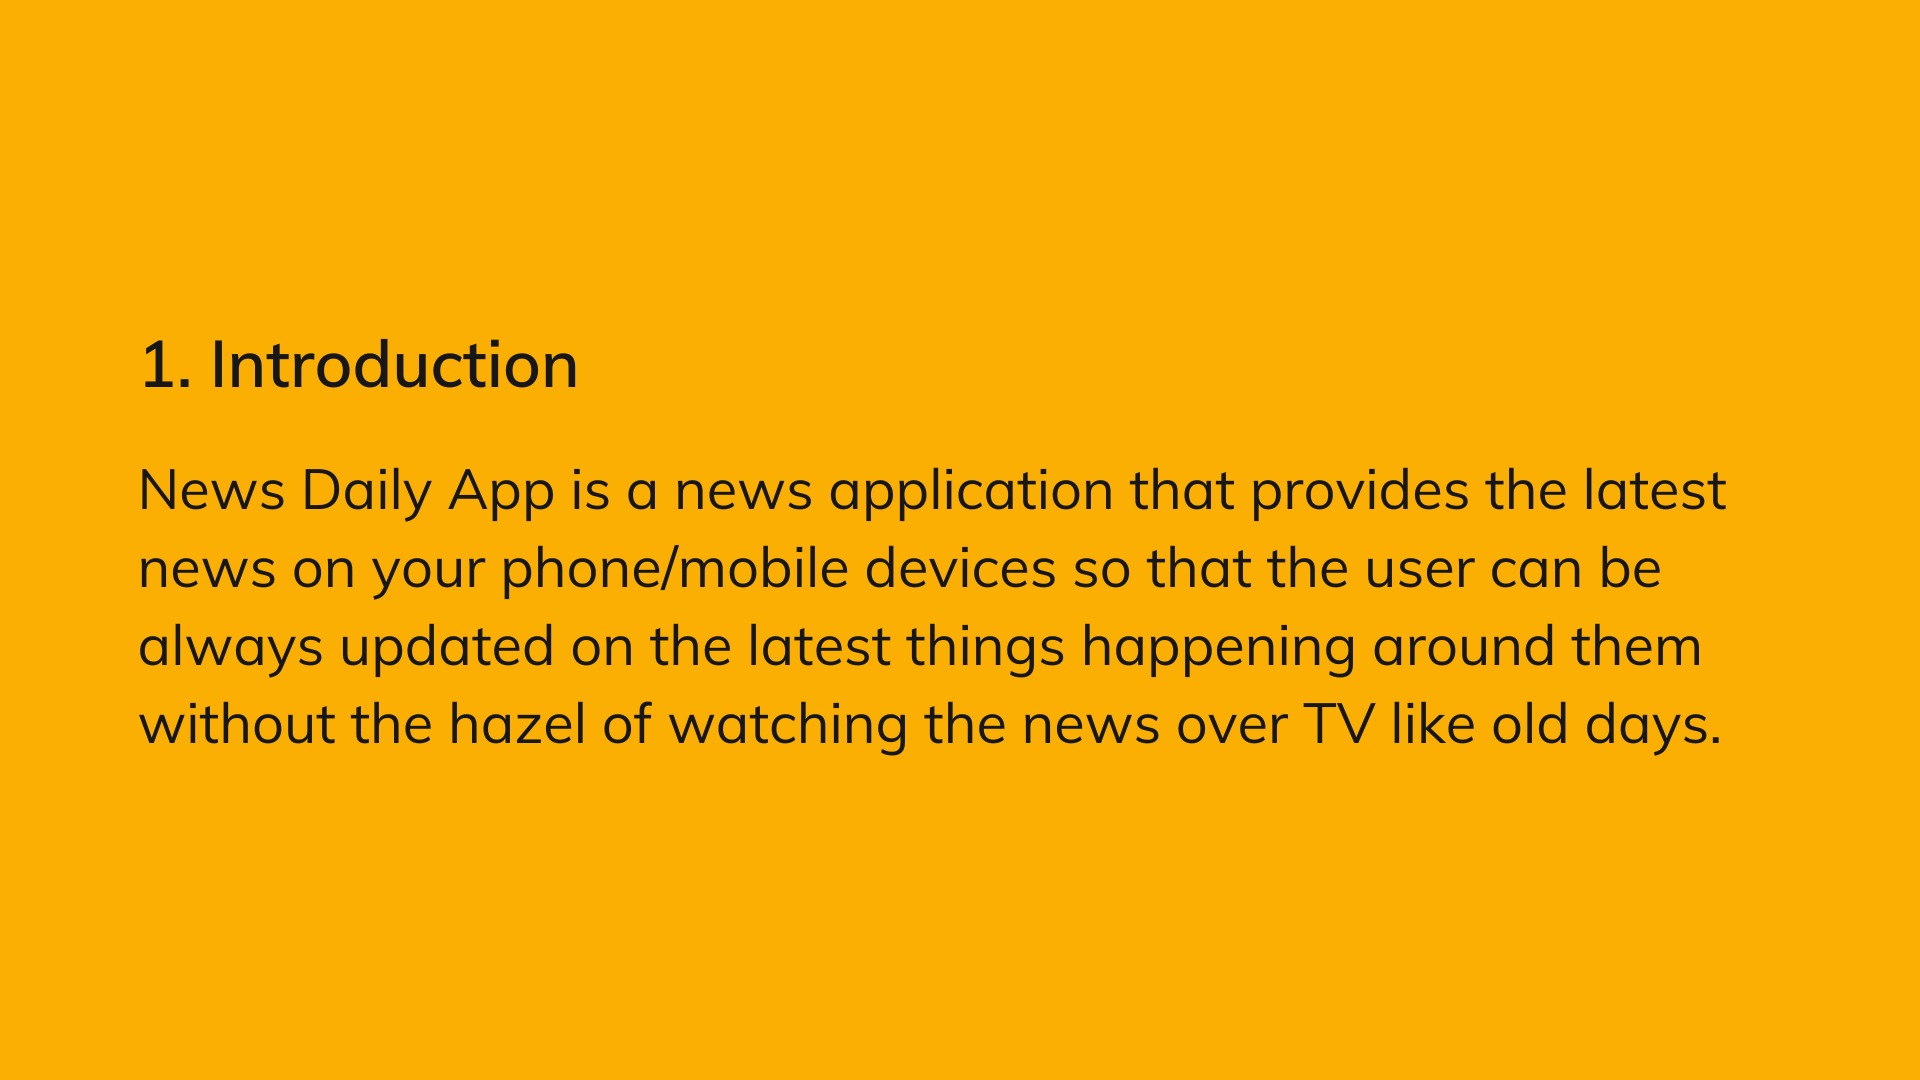 1. Introduction
News Daily App is a news application that provides the latest
news on your phone/mobile devices so that the user can be
always updated on the latest things happening around them
without the hazel of watching the news over TV like old days.